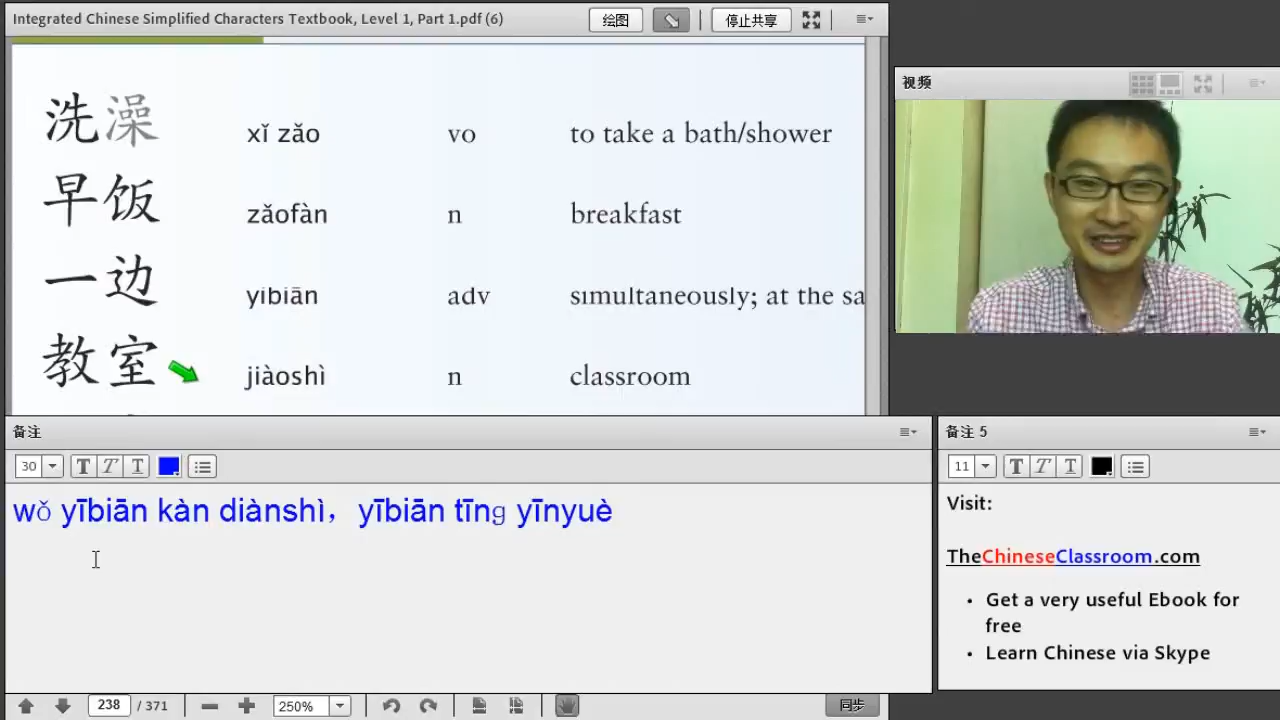 Integrated Chinese Simplified Characters Textbook, Level 1, Part 1.pdf (6)
绘图
停止共享
洗澡 xǐ zǎo vo to take a bath/shower
早饭 zǎofàn n breakfast
一边 yìbiān adv simultaneously; at the sa
教室 jiàoshì n classroom
视频
备注
30 T T T
wǒ yībiān kàn diànshì，yībiān tīng yīnyuè
238 / 371 250% 同步
备注 5
11 T T T
Visit:
TheChineseClassroom.com
• Get a very useful Ebook for
free
• Learn Chinese via Skype